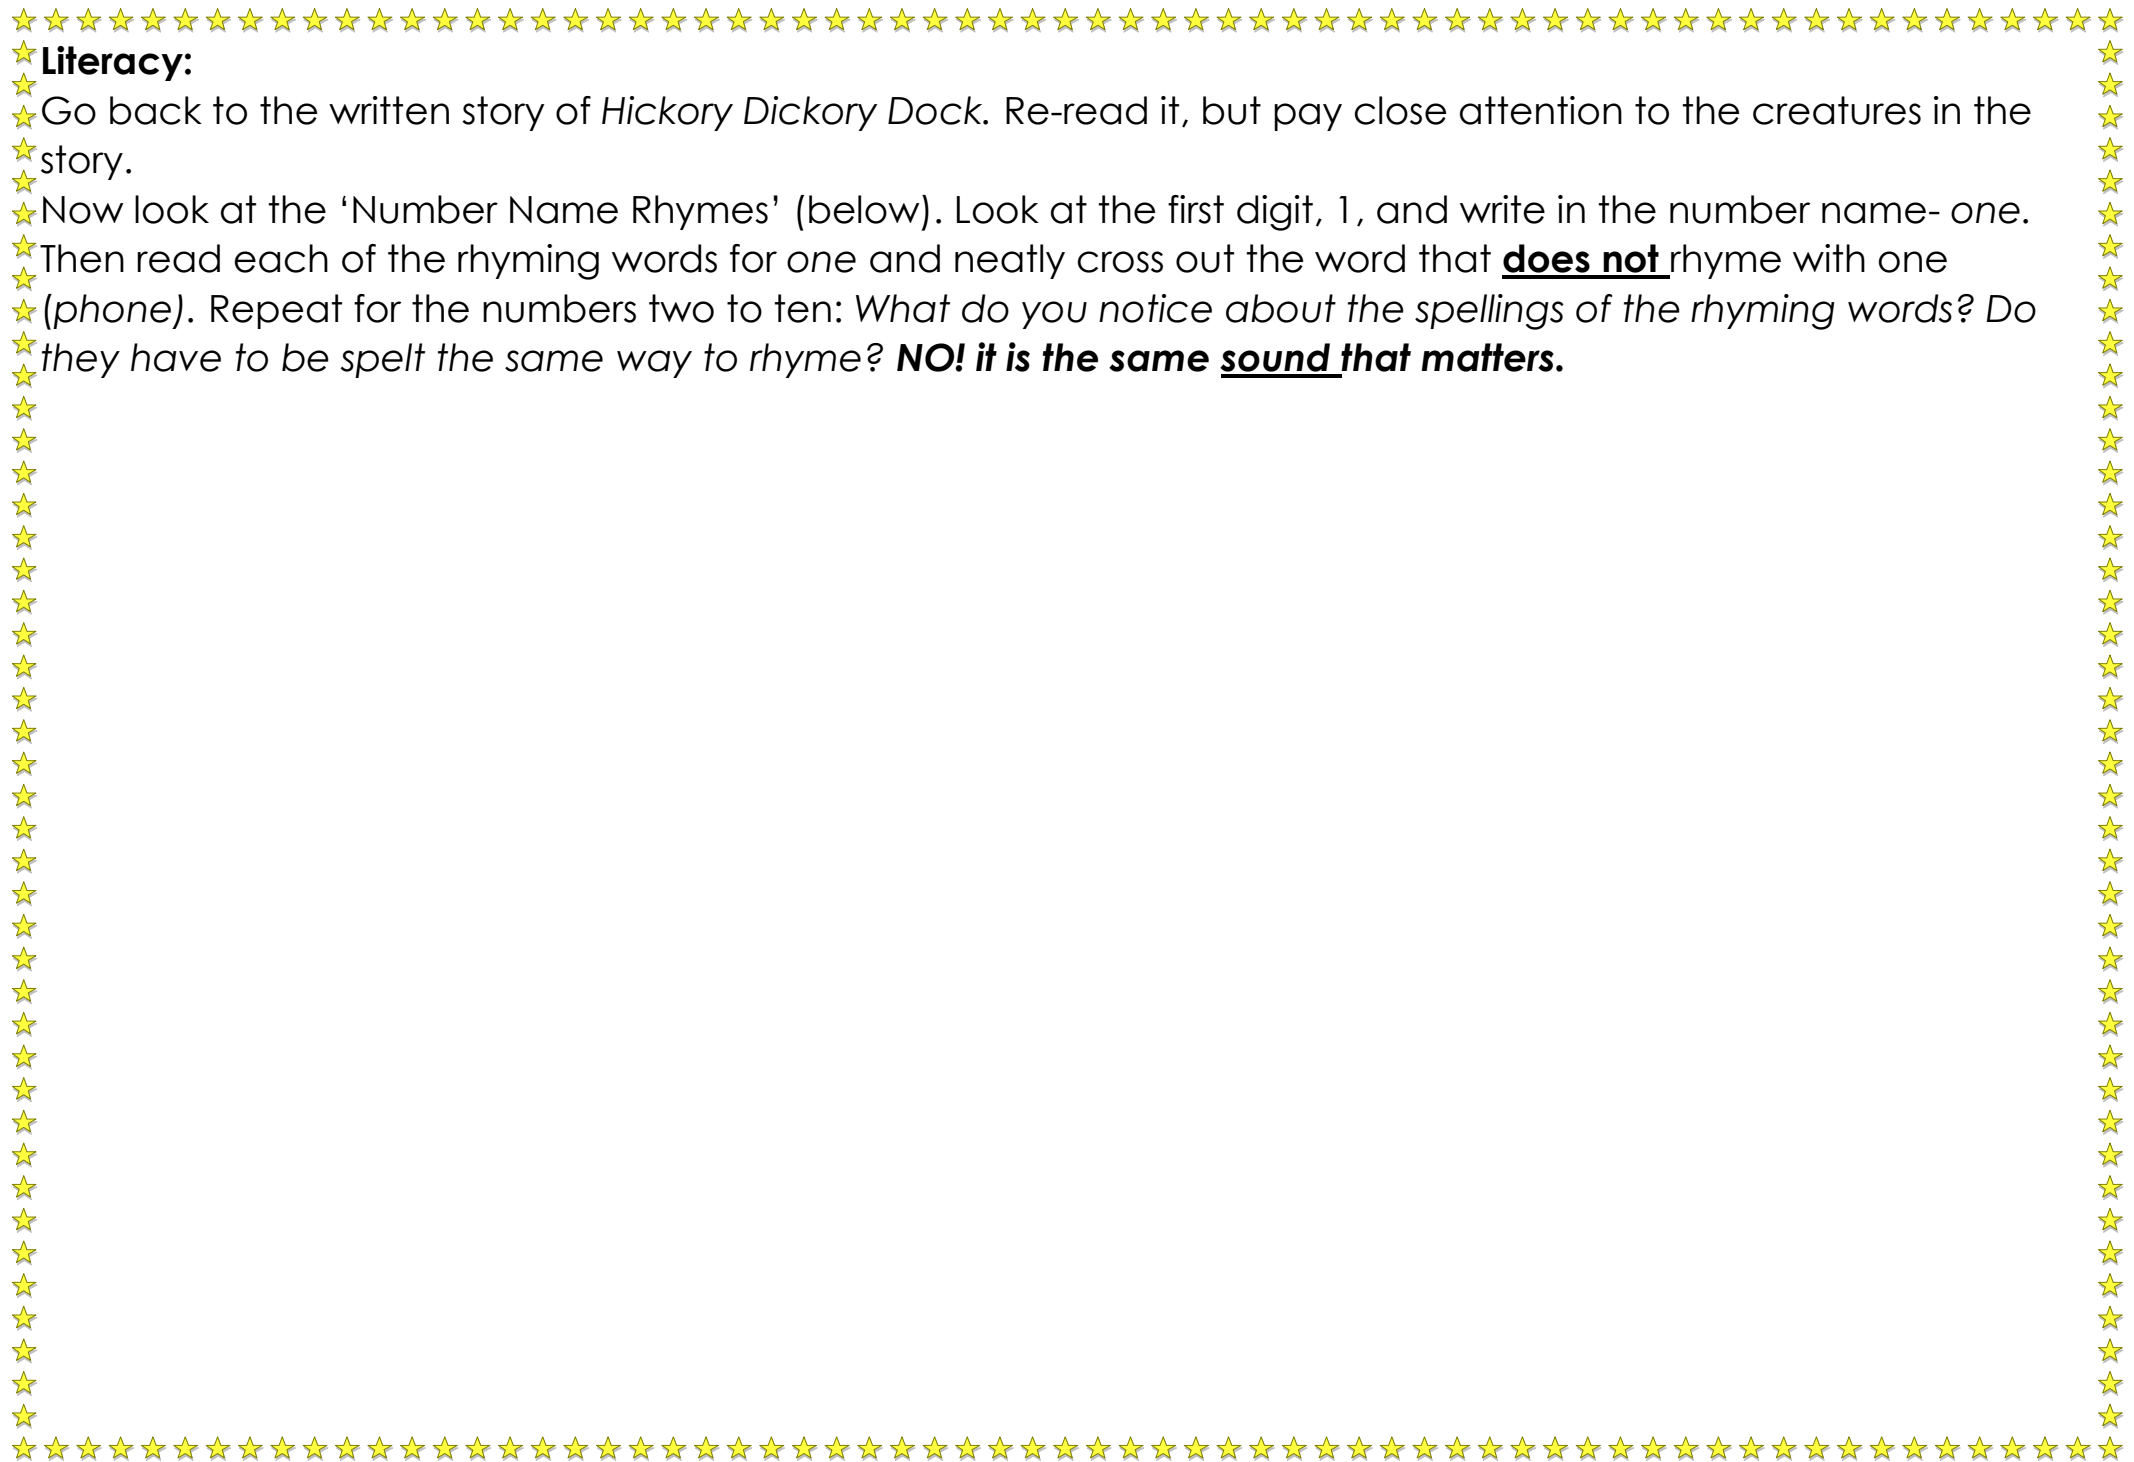 Literacy:
Go back to the written story of Hickory Dickory Dock. Re-read it, but pay close attention to the creatures in the
story.
Now look at the ‘Number Name Rhymes’ (below). Look at the first digit, 1, and write in the number name- one.
Then read each of the rhyming words for one and neatly cross out the word that does not rhyme with one
(phone). Repeat for the numbers two to ten: What do you notice about the spellings of the rhyming words? Do
they have to be spelt the same way to rhyme? NO! it is the same sound that matters.